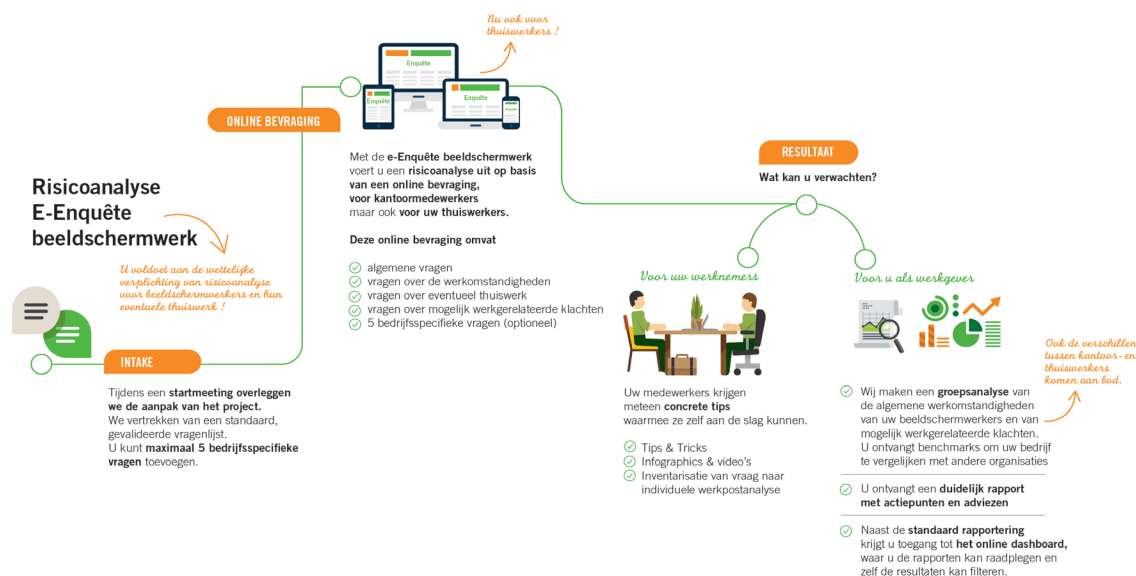 Risicoanalyse
E-Enquête
beeldschermwerk
U voldoet aan de wettelijke
verplichting van risicoanalyse
voor beeldschermwerkers en hun
eventuele thuiswerk !
INTAKE
Tijdens een startmeeting overleggen
we de aanpak van het project.
We vertrekken van een standaard,
gevalideerde vragenlijst.
U kunt maximaal 5 bedrijfsspecifieke
vragen toevoegen.
ONLINE BEVRAGING
Nu ook voor
thuiswerkers !
Enquête
Enquête
Enquête
Enquête
Met de e-Enquête beeldschermwerk
voert u een risicoanalyse uit op basis
van een online bevraging,
voor kantoormedewerkers
maar ook voor uw thuiswerkers.
Deze online bevraging omvat
algemene vragen
vragen over de werkomstandigheden
vragen over eventueel thuiswerk
vragen over mogelijk werkgerelateerde klachten
5 bedrijfsspecifieke vragen (optioneel)
RESULTAAT
Wat kan u verwachten?
Voor uw werknemers
Uw medewerkers krijgen
meteen concrete tips
waarmee ze zelf aan de slag kunnen.
Tips & Tricks
Infographics & video's
Inventarisatie van vraag naar
individuele werkpostanalyse
Voor u als werkgever
Ook de verschillen
tussen kantoor- en
thuiswerkers
komen aan bod.
Wij maken een groepsanalyse van
de algemene werkomstandigheden
van uw beeldschermwerkers en van
mogelijk werkgerelateerde klachten.
U ontvangt benchmarks om uw bedrijf
te vergelijken met andere organisaties
U ontvangt een duidelijk rapport
met actiepunten en adviezen
Naast de standaard rapportering
krijgt u toegang tot het online dashboard,
waar u de rapporten kan raadplegen en
zelf de resultaten kan filteren.